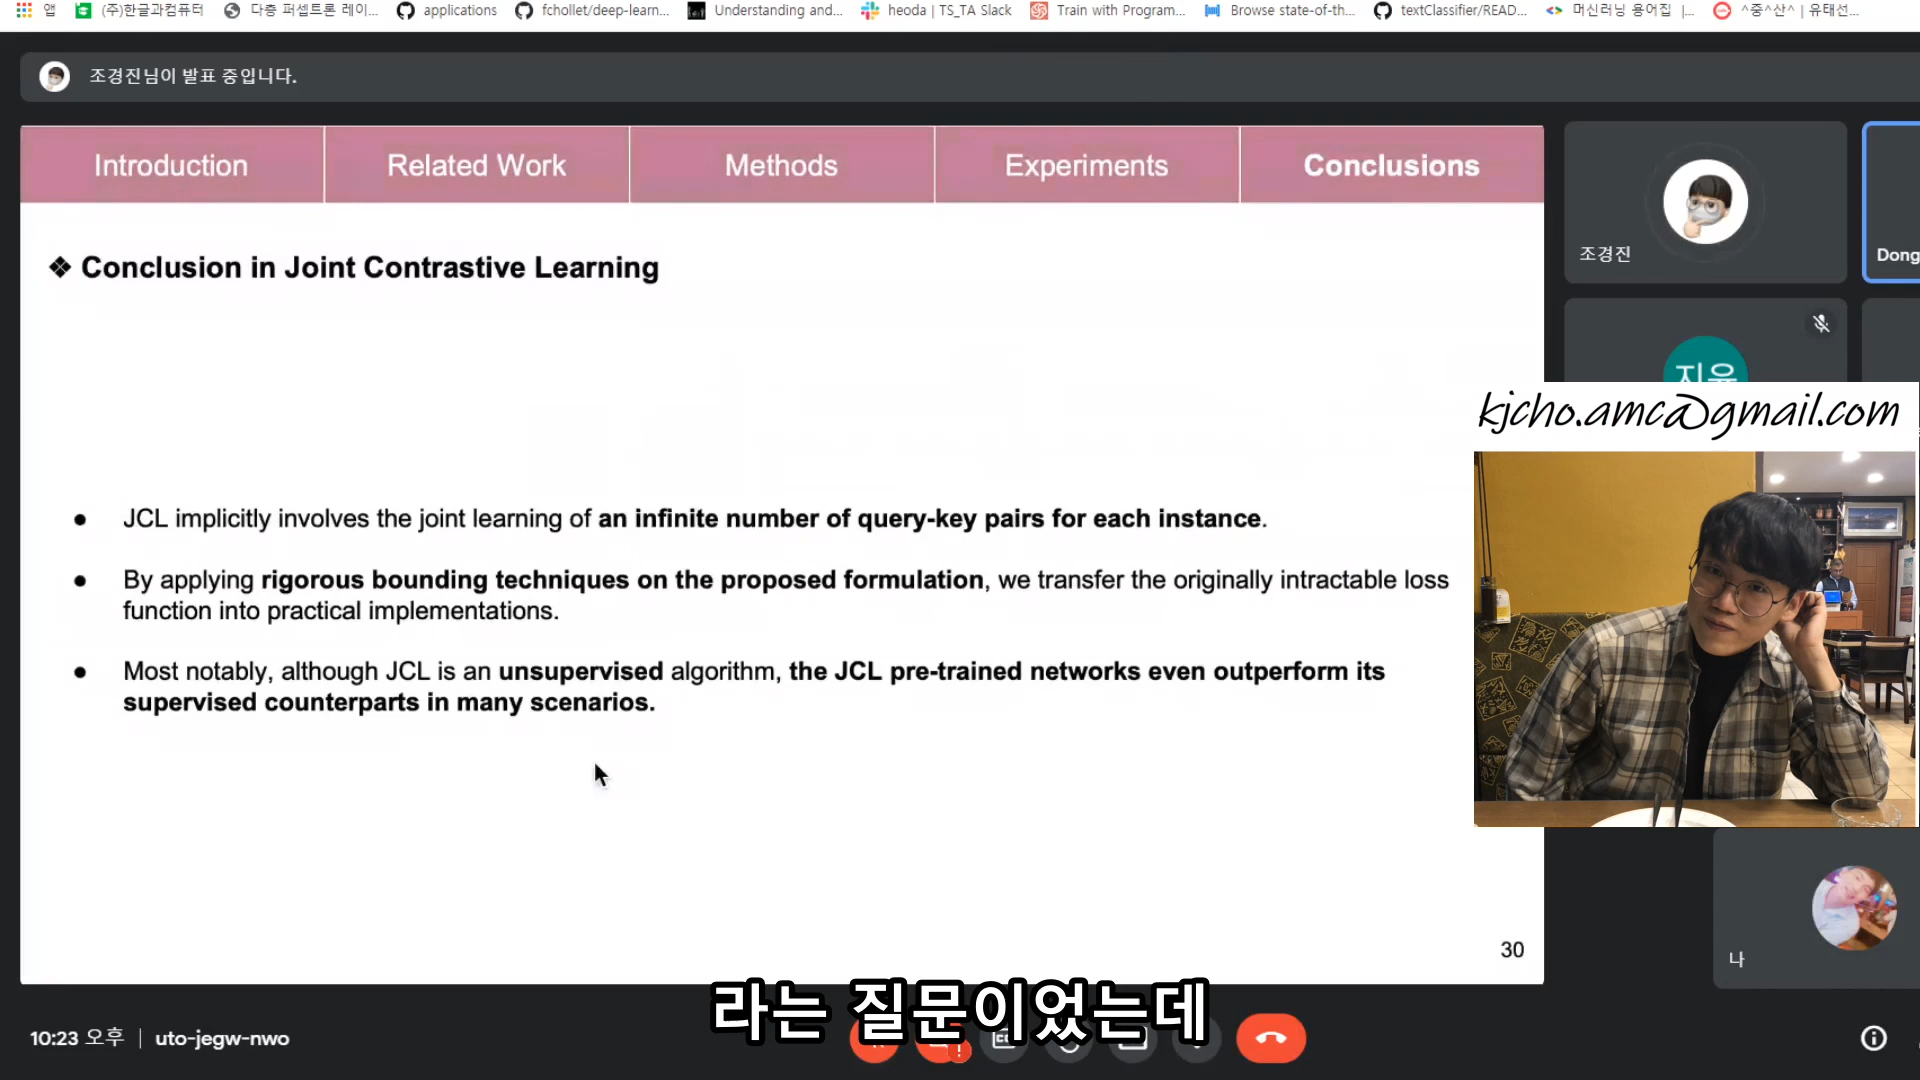 앱 (주)한글과컴퓨터 다층 퍼셉트론 레이... applications fchollet/deep-learn... Understanding and... heoda | TS_TA Slack Train with Program... Browse state-of-th... textClassifier/READ... 머신러닝 용어집 |... ^중^산^ | 유태선...
조경진님이 발표 중입니다.
Introduction Related Work Methods Experiments Conclusions
조경진
Dong
❖ Conclusion in Joint Contrastive Learning
지윤
kjcho.amc@gmail.com
● JCL implicitly involves the joint learning of an infinite number of query-key pairs for each instance.
● By applying rigorous bounding techniques on the proposed formulation, we transfer the originally intractable loss
function into practical implementations.
● Most notably, although JCL is an unsupervised algorithm, the JCL pre-trained networks even outperform its
supervised counterparts in many scenarios.
30
나
라는 질문이었는데
10:23 오후 | uto-jegw-nwo